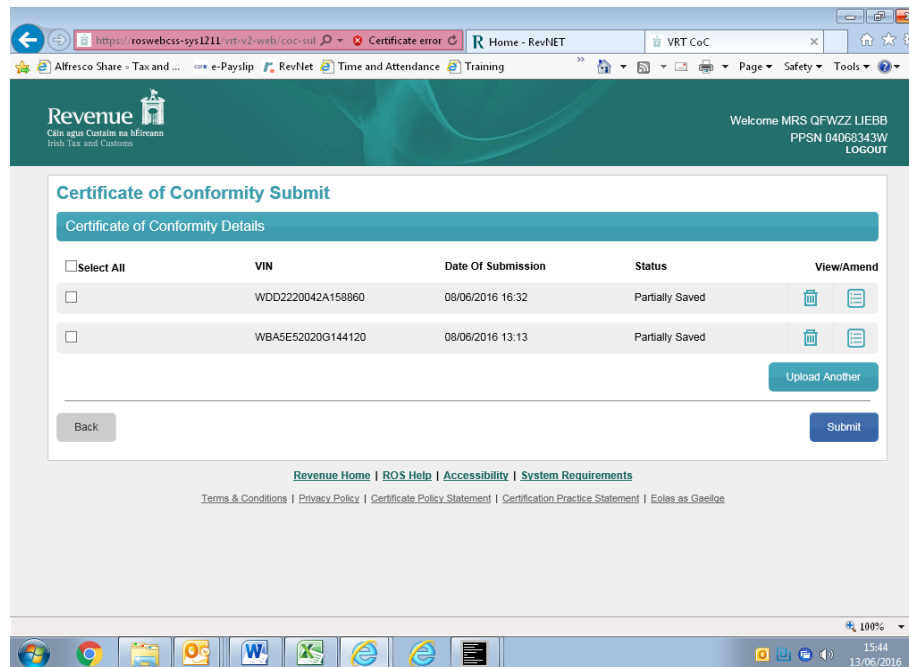 https://roswebcss-sys1211/vrt-v2-web/coc-sul Certificate error R Home - RevNET VRT CoC
Alfresco Share » Tax and ... core e-Payslip RevNet Time and Attendance Training » Page Safety Tools
Revenue
Cáin agus Custaim na hÉireann
Irish Tax and Customs
Welcome MRS QFWZZ LIEBB
PPSN 04068343W
LOGOUT
Certificate of Conformity Submit
Certificate of Conformity Details
Select All VIN Date Of Submission Status View/Amend
WDD2220042A158860 08/06/2016 16:32 Partially Saved
WBA5E52020G144120 08/06/2016 13:13 Partially Saved
Upload Another
Back Submit
Revenue Home | ROS Help | Accessibility | System Requirements
Terms & Conditions | Privacy Policy | Certificate Policy Statement | Certification Practice Statement | Eolas as Gaeilge
100%
15:44
13/06/2016